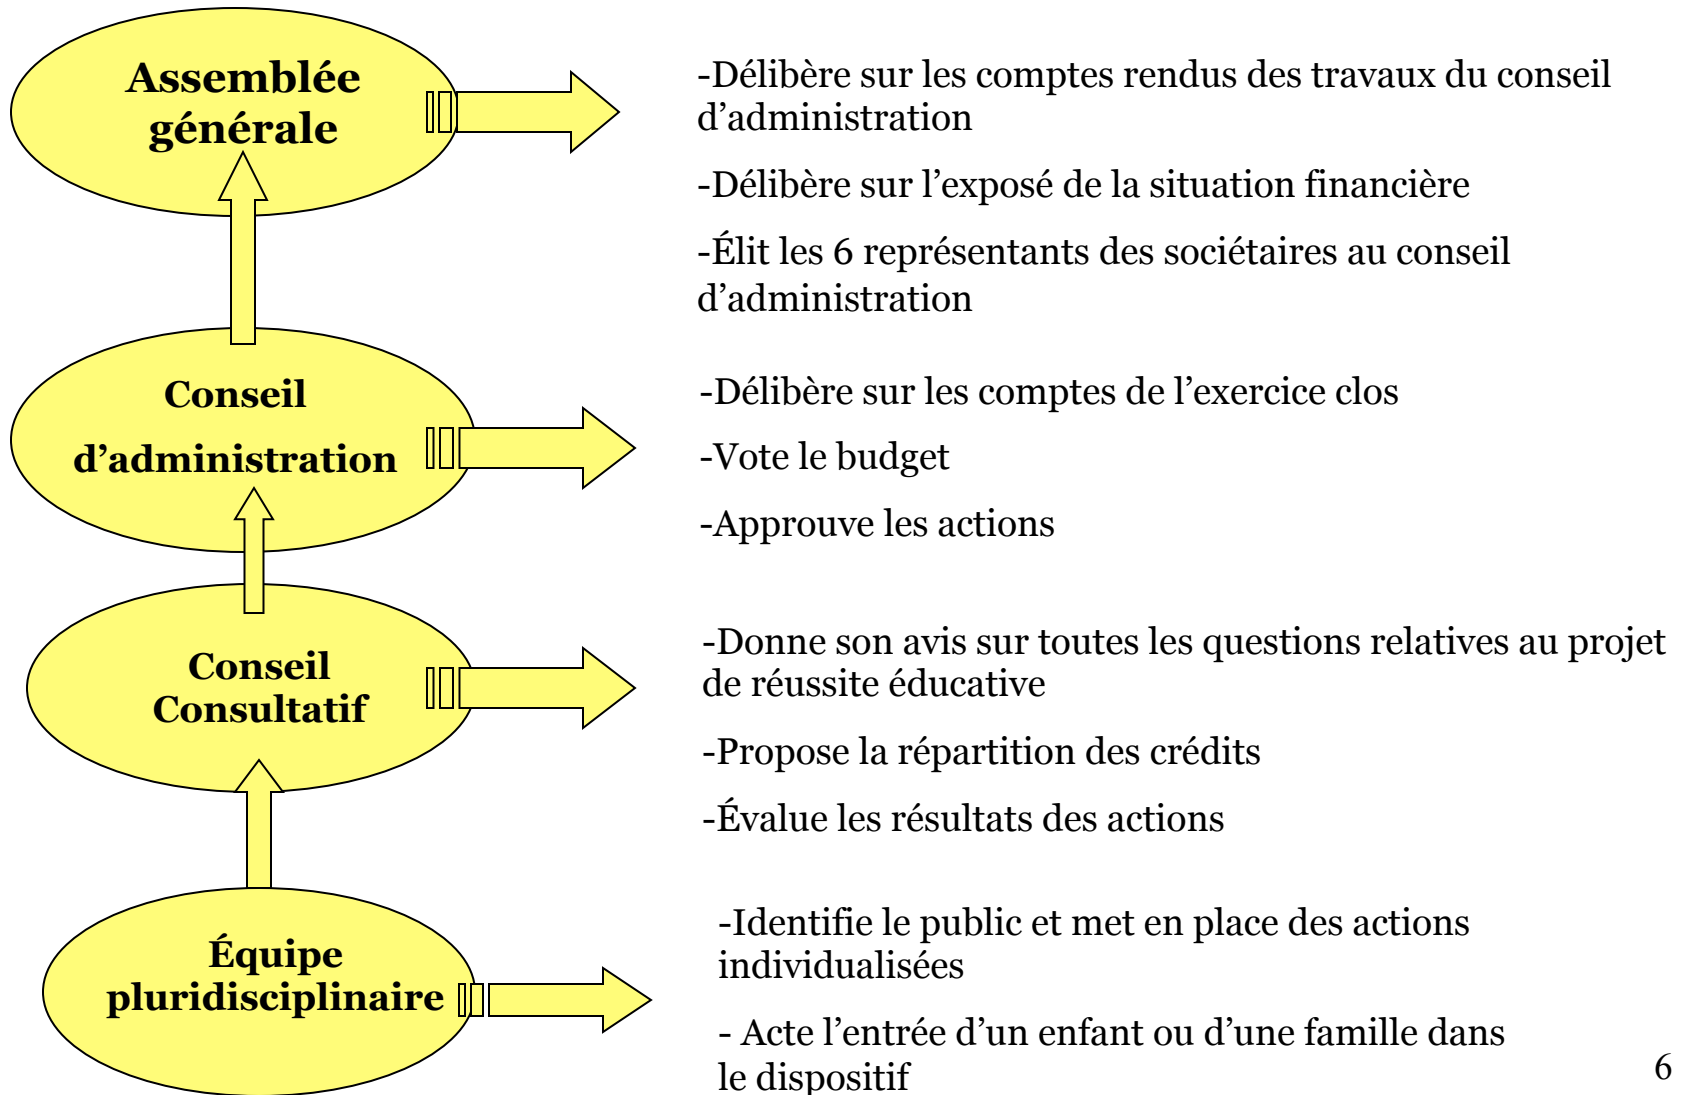 Assemblée
générale
-Délibère sur les comptes rendus des travaux du conseil
d’administration
-Délibère sur l’exposé de la situation financière
-Élit les 6 représentants des sociétaires au conseil
d’administration
Conseil
d’administration
-Délibère sur les comptes de l’exercice clos
-Vote le budget
-Approuve les actions
Conseil
Consultatif
-Donne son avis sur toutes les questions relatives au projet
de réussite éducative
-Propose la répartition des crédits
-Évalue les résultats des actions
Équipe
pluridisciplinaire
-Identifie le public et met en place des actions
individualisées
- Acte l’entrée d’un enfant ou d’une famille dans
le dispositif
6